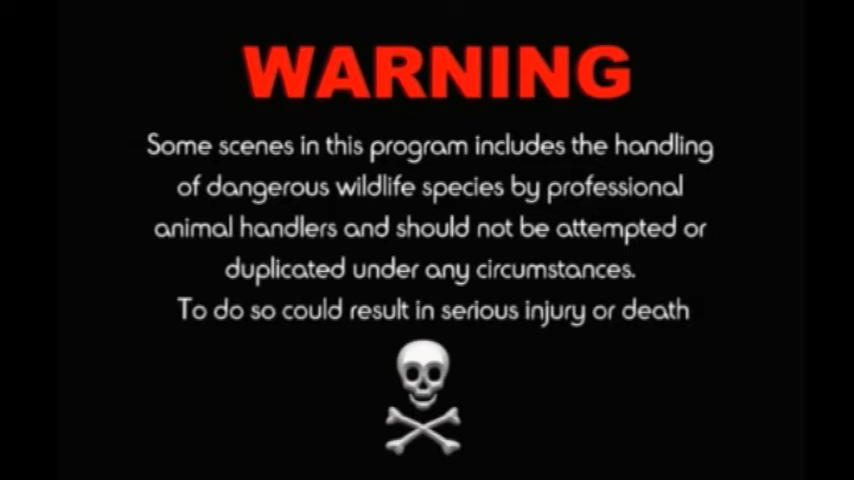 WARNING
Some scenes in this program includes the handling
of dangerous wildlife species by professional
animal handlers and should not be attempted or
duplicated under any circumstances.
To do so could result in serious injury or death